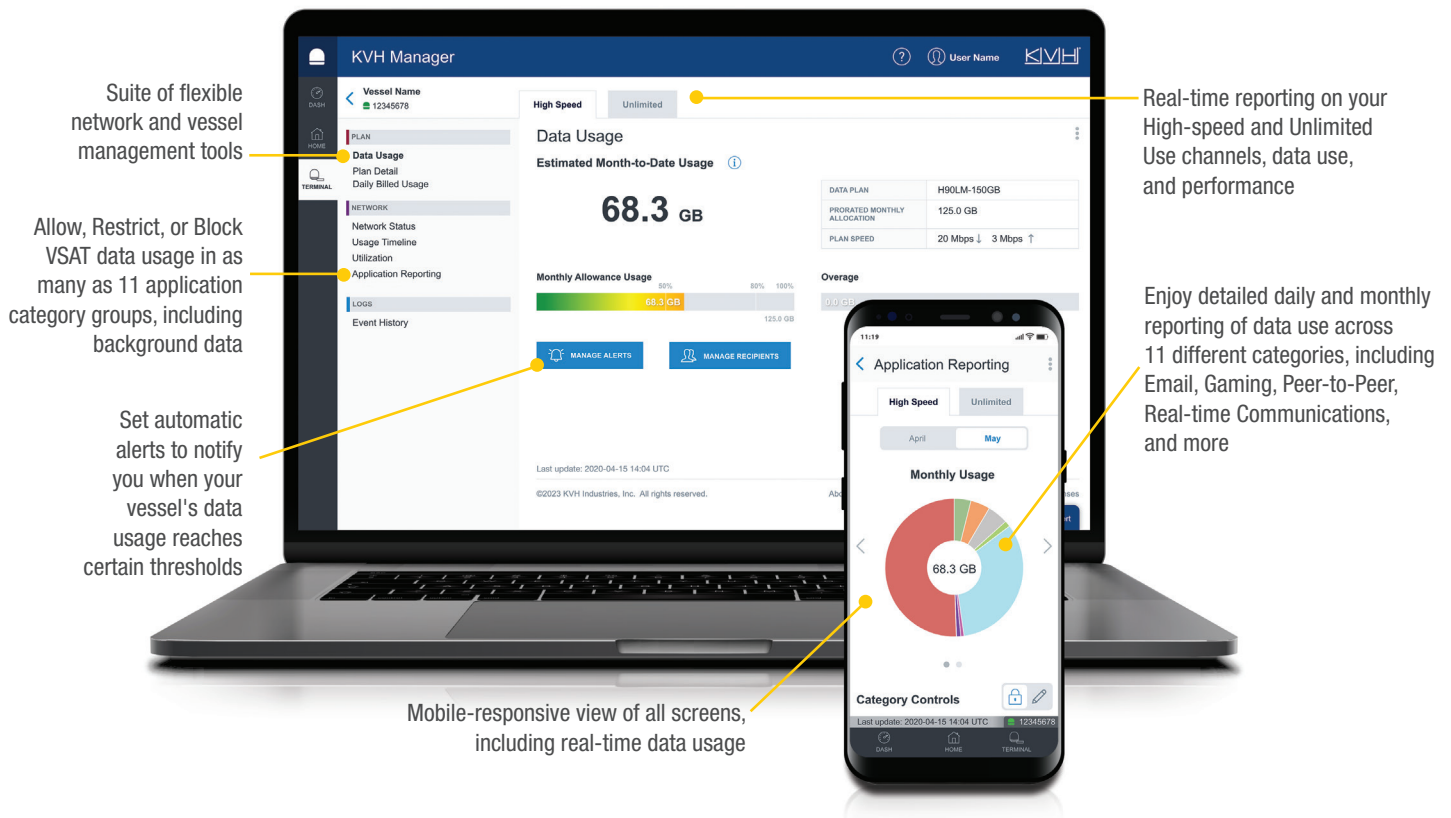 Suite of flexible
network and vessel
management tools
Allow, Restrict, or Block
VSAT data usage in as
many as 11 application
category groups, including
background data
Set automatic
alerts to notify
you when your
vessel's data
usage reaches
certain thresholds
KVH Manager
?
User Name
KVH
DASH
HOME
TERMINAL
Vessel Name
12345678
PLAN
Data Usage
Plan Detail
Daily Billed Usage
NETWORK
Network Status
Usage Timeline
Utilization
Application Reporting
LOGS
Event History
High Speed
Unlimited
Data Usage
Estimated Month-to-Date Usage
68.3 GB
DATA PLAN H90LM-150GB
PRORATED MONTHLY
ALLOCATION
125.0 GB
PLAN SPEED 20 Mbps ↓ 3 Mbps ↑
Monthly Allowance Usage
50% 80% 100%
68.3 GB
125.0 GB
Overage
0.0 GB
MANAGE ALERTS
MANAGE RECIPIENTS
Last update: 2020-04-15 14:04 UTC
©2023 KVH Industries, Inc. All rights reserved.
11:19
Application Reporting
High Speed
Unlimited
April
May
Monthly Usage
68.3 GB
Category Controls
Last update: 2020-04-15 14:04 UTC
12345678
DASH
HOME
TERMINAL
Real-time reporting on your
High-speed and Unlimited
Use channels, data use,
and performance
Enjoy detailed daily and monthly
reporting of data use across
11 different categories, including
Email, Gaming, Peer-to-Peer,
Real-time Communications,
and more
Mobile-responsive view of all screens,
including real-time data usage